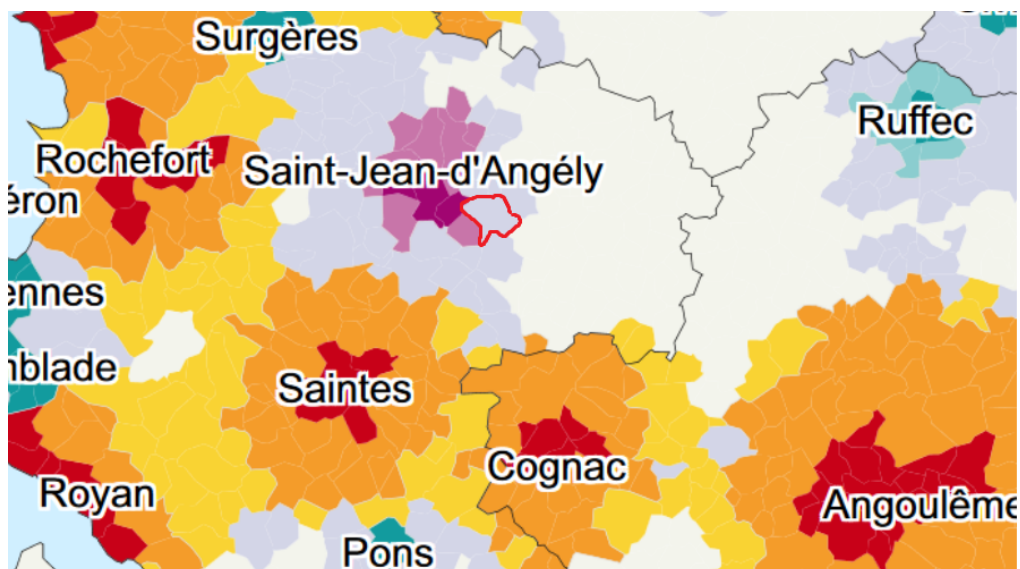 Surgères
Ruffec
Rochefort
Saint-Jean-d'Angély
éron
ennes
nblade
Saintes
Cognac
Royan
Angoulême
Pons